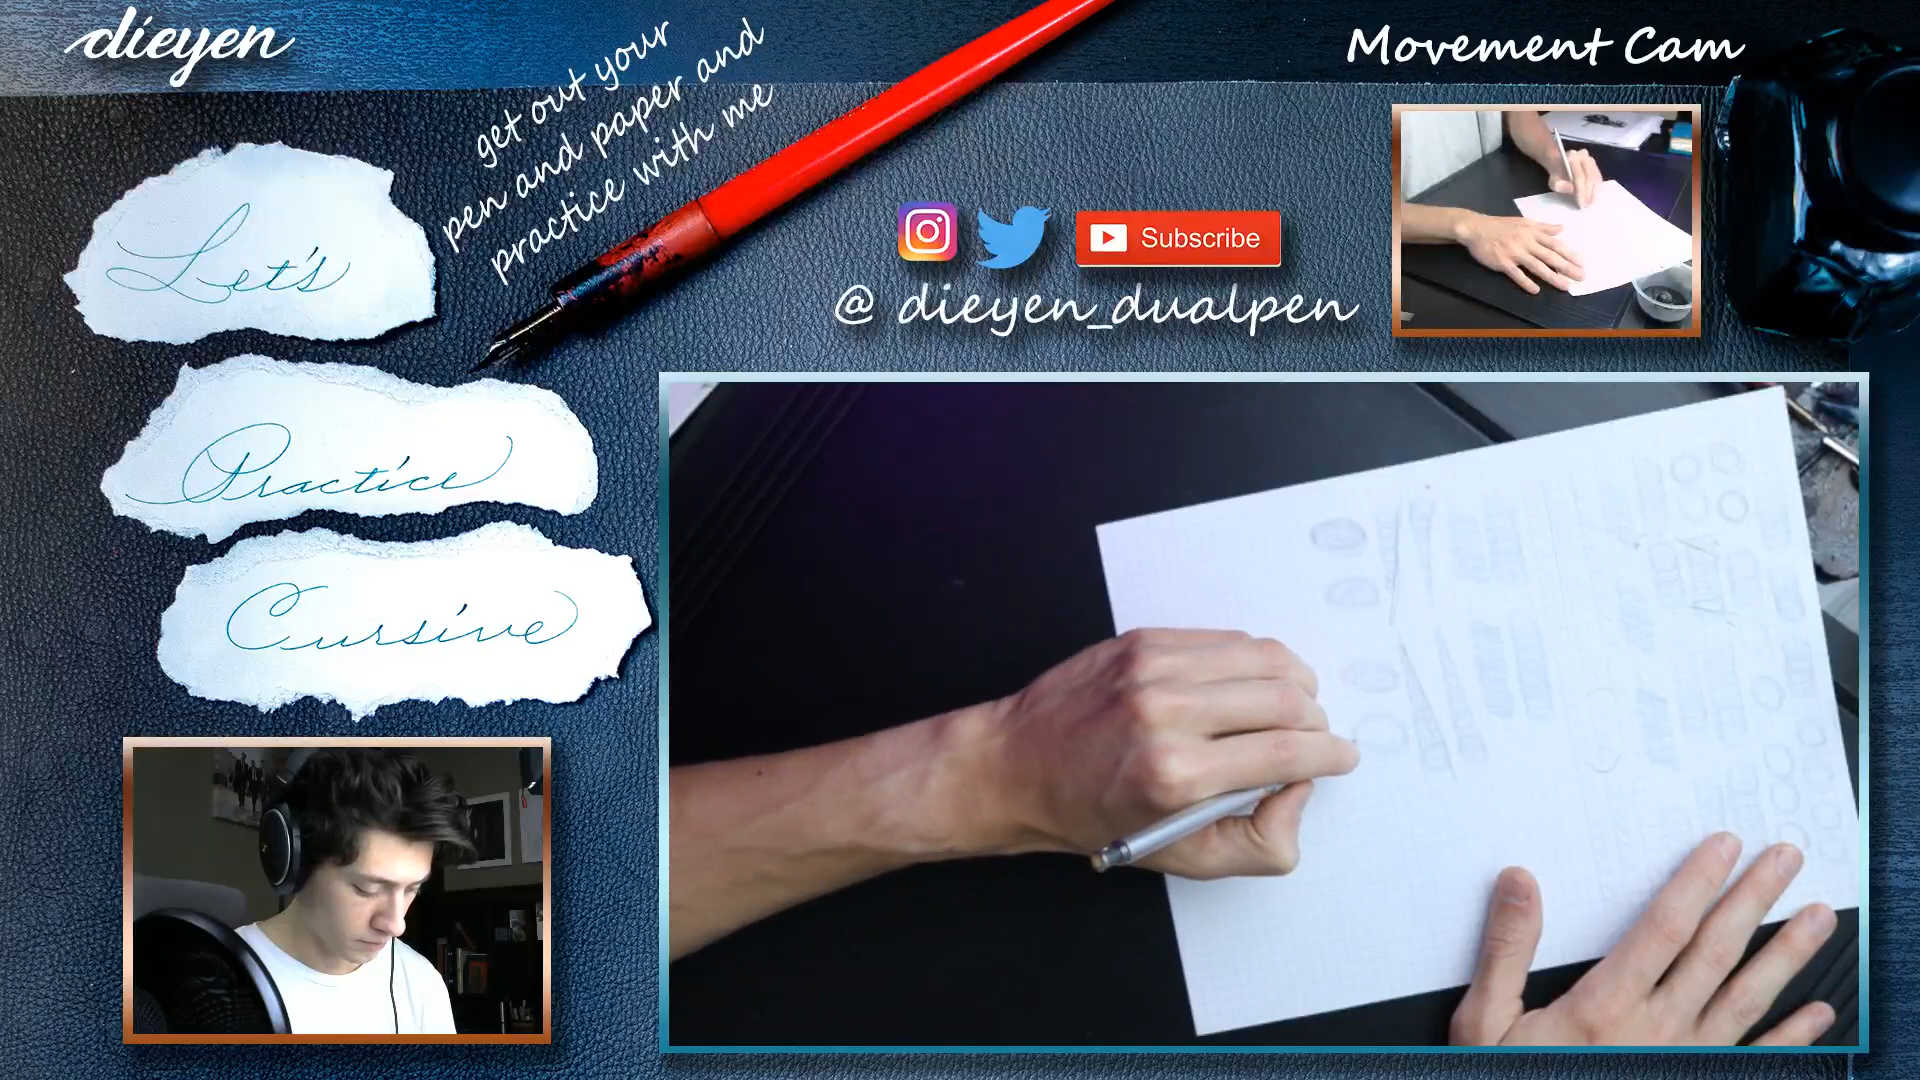 dieyen
get out your
pen and paper and
practice with me
Movement Cam
Let's
Practice
Cursive
Subscribe
@ dieyen_dualpen